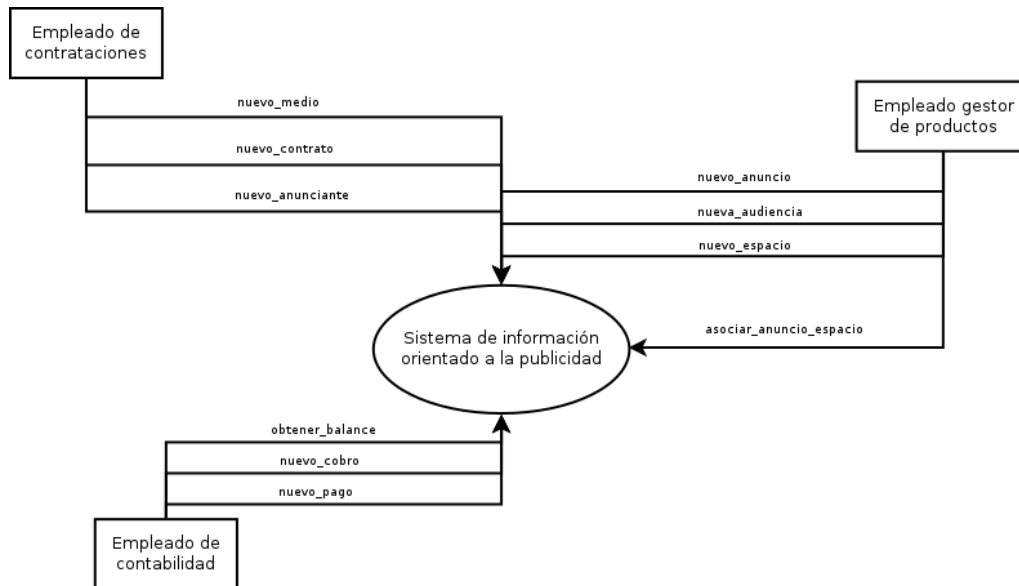 Empleado de
contrataciones
nuevo_medio
nuevo_contrato
nuevo_anunciante
Empleado gestor
de productos
nuevo_anuncio
nueva_audiencia
nuevo_espacio
asociar_anuncio_espacio
Sistema de información
orientado a la publicidad
obtener_balance
nuevo_cobro
nuevo_pago
Empleado de
contabilidad